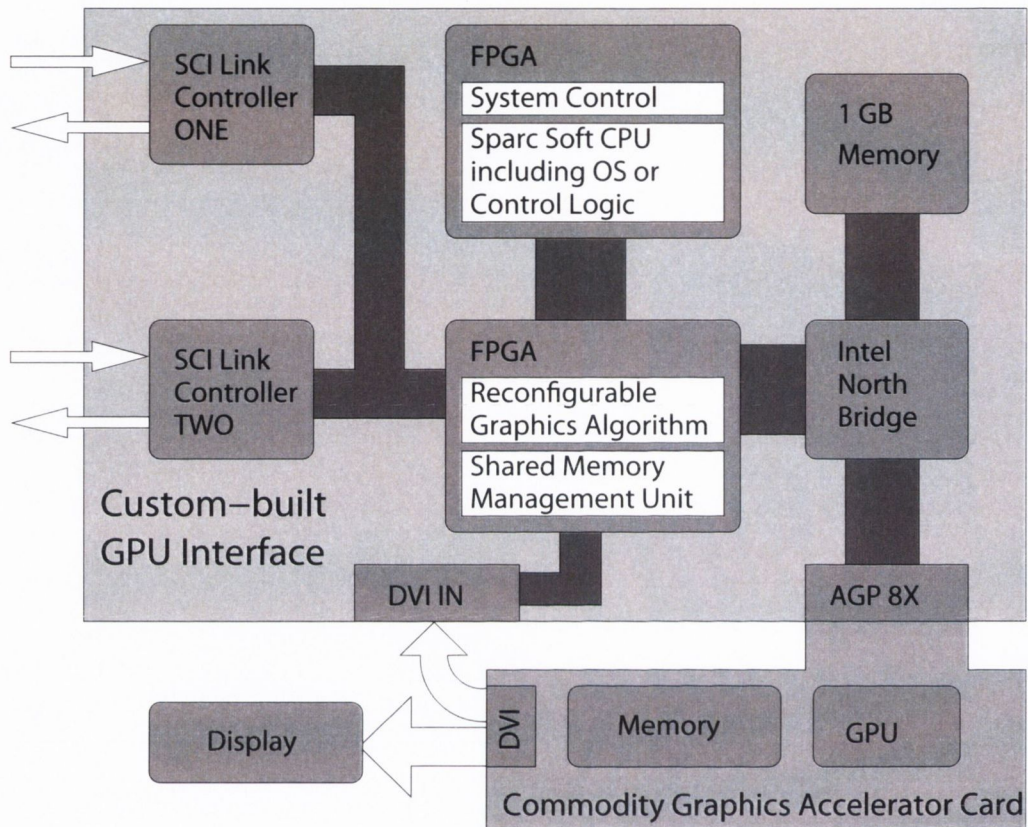 SCI Link
Controller
ONE
FPGA
System Control
Sparc Soft CPU
including OS or
Control Logic
1 GB
Memory
SCI Link
Controller
TWO
FPGA
Reconfigurable
Graphics Algorithm
Shared Memory
Management Unit
Intel
North
Bridge
Custom–built
GPU Interface
DVI IN
AGP 8X
Display
DVI
Memory
GPU
Commodity Graphics Accelerator Card